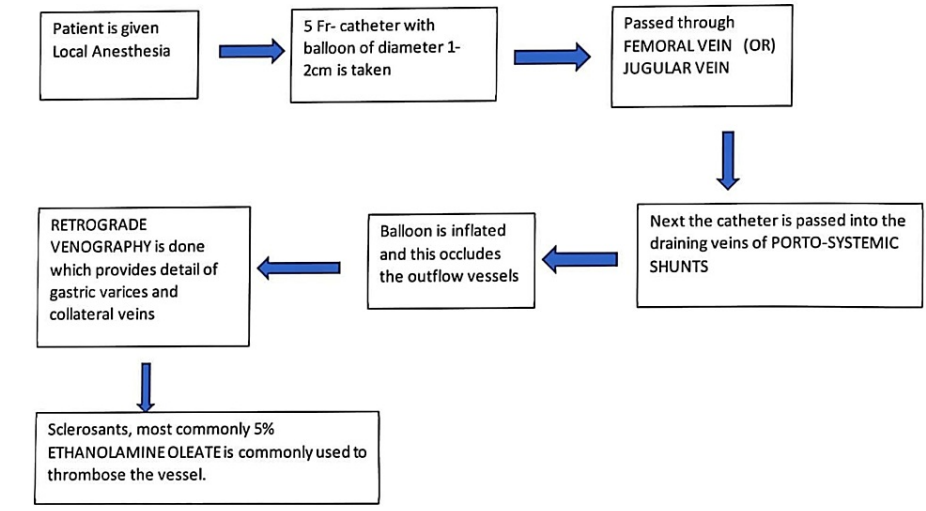 Patient is given
Local Anesthesia
5 Fr- catheter with
balloon of diameter 1-
2cm is taken
Passed through
FEMORAL VEIN (OR)
JUGULAR VEIN
Next the catheter is passed into the
draining veins of PORTO-SYSTEMIC
SHUNTS
Balloon is inflated
and this occludes
the outflow vessels
RETROGRADE
VENOGRAPHY is done
which provides detail of
gastric varices and
collateral veins
Sclerosants, most commonly 5%
ETHANOLAMINE OLEATE is commonly used to
thrombose the vessel.